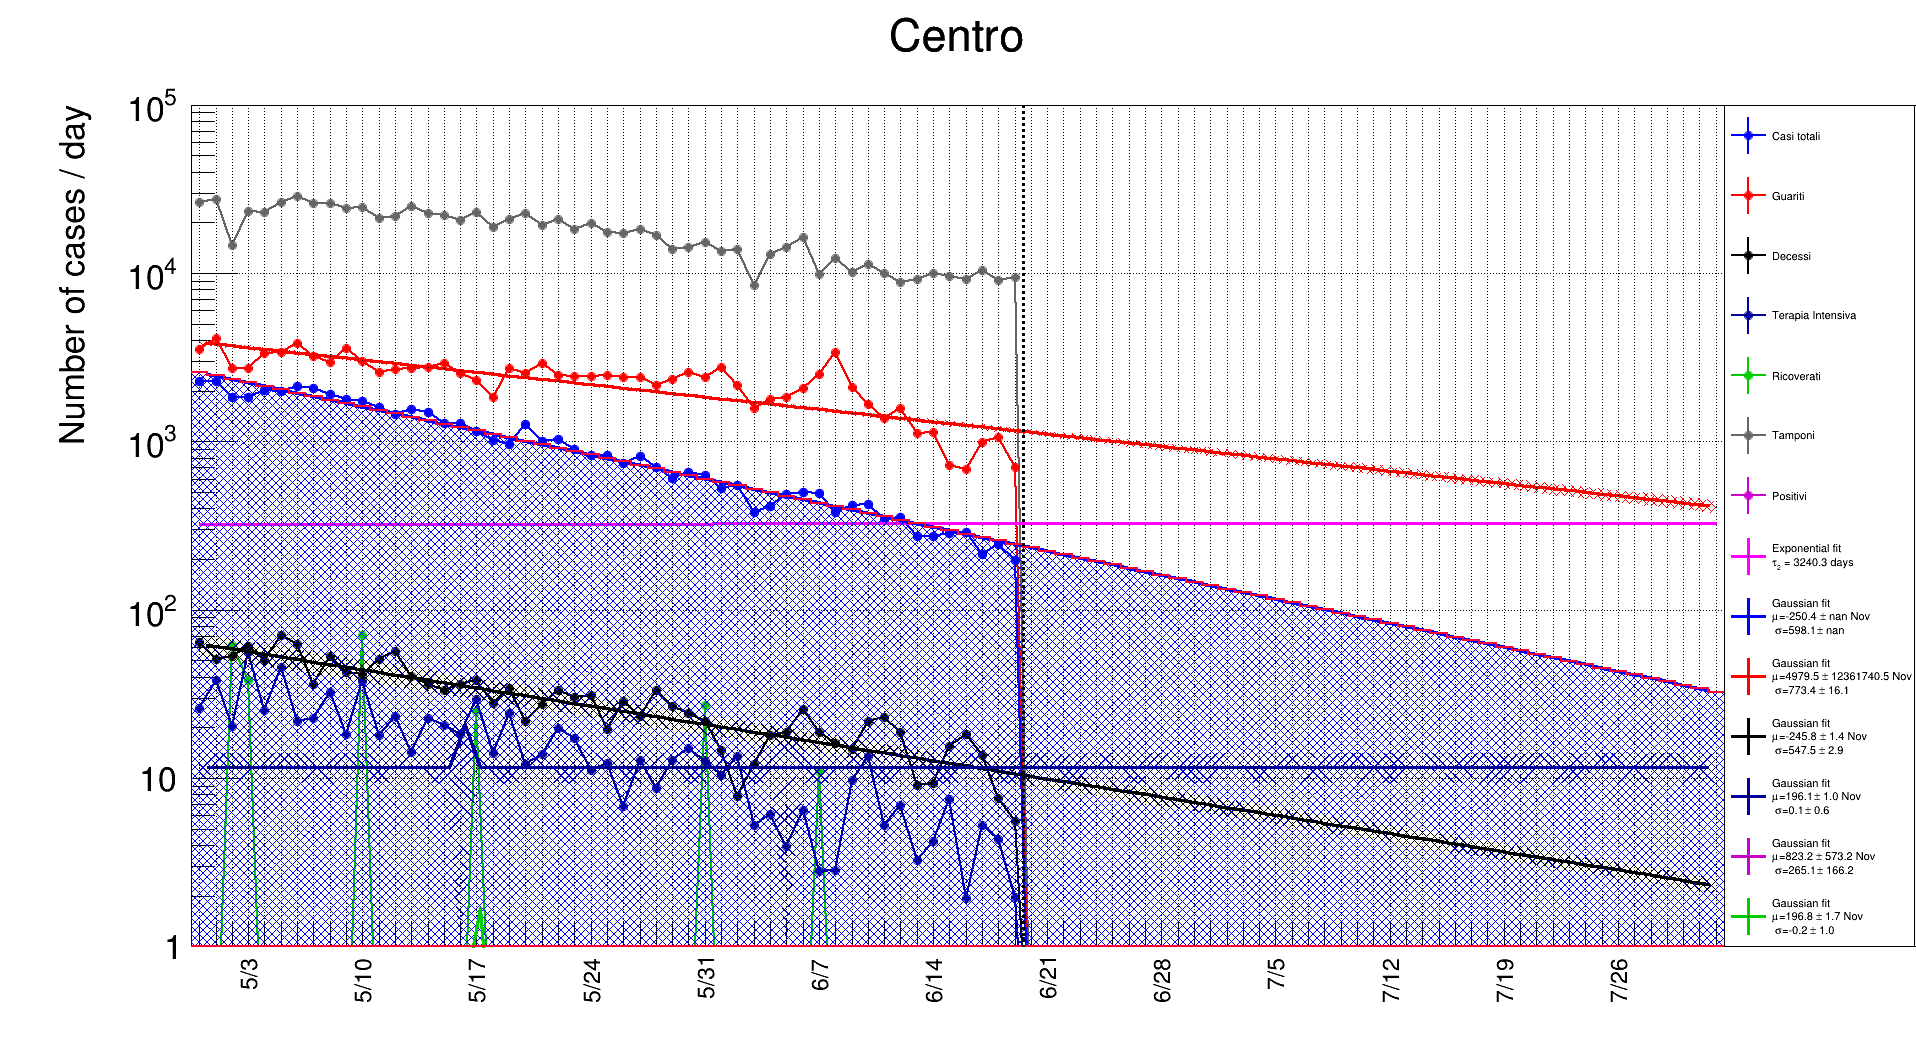 Centro
Number of cases / day
10^5
10^4
10^3
10^2
10
1
5/3
5/10
5/17
5/24
5/31
6/7
6/14
6/21
6/28
7/5
7/12
7/19
7/26
Casi totali
Guariti
Decessi
Terapia Intensiva
Ricoverati
Tamponi
Positivi
Exponential fit
τ_2 = 3240.3 days
Gaussian fit
μ=-250.4 ± nan Nov
σ=598.1± nan
Gaussian fit
μ=4979.5 ± 12361740.5 Nov
σ=773.4 ± 16.1
Gaussian fit
μ=-245.8 ± 1.4 Nov
σ=547.5 ± 2.9
Gaussian fit
μ=196.1± 1.0 Nov
σ=0.1± 0.6
Gaussian fit
μ=823.2 ± 573.2 Nov
σ=265.1± 166.2
Gaussian fit
μ=196.8 ± 1.7 Nov
σ=-0.2 ± 1.0